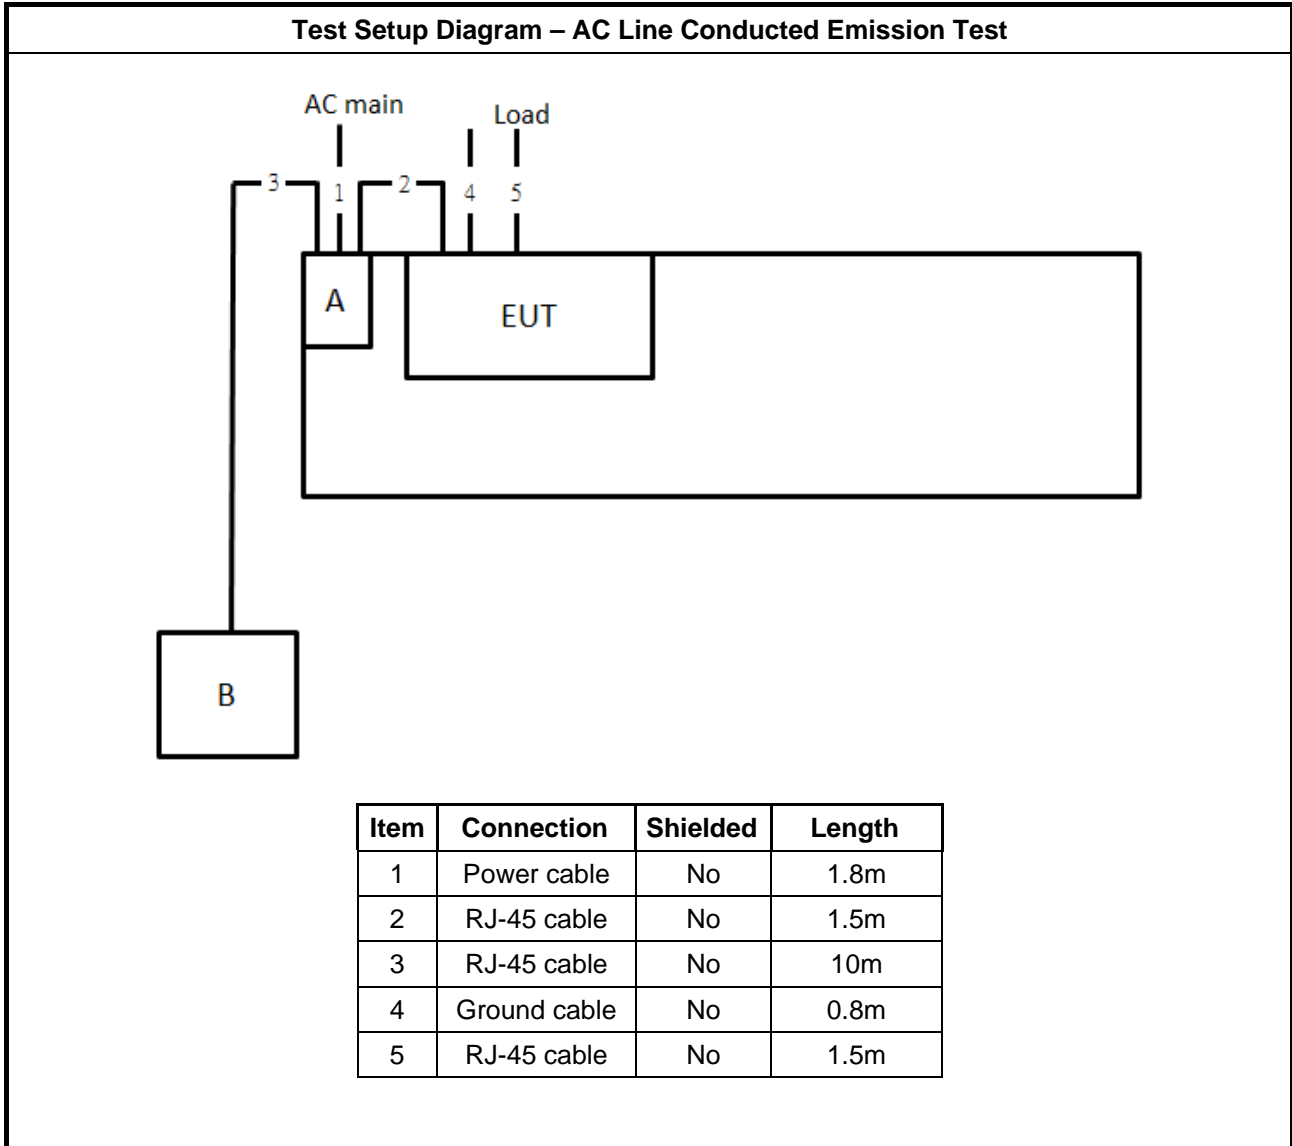 Test Setup Diagram – AC Line Conducted Emission Test
AC main
Load
3
1
2
4
5
A
EUT
B
Item Connection Shielded Length
1 Power cable No 1.8m
2 RJ-45 cable No 1.5m
3 RJ-45 cable No 10m
4 Ground cable No 0.8m
5 RJ-45 cable No 1.5m